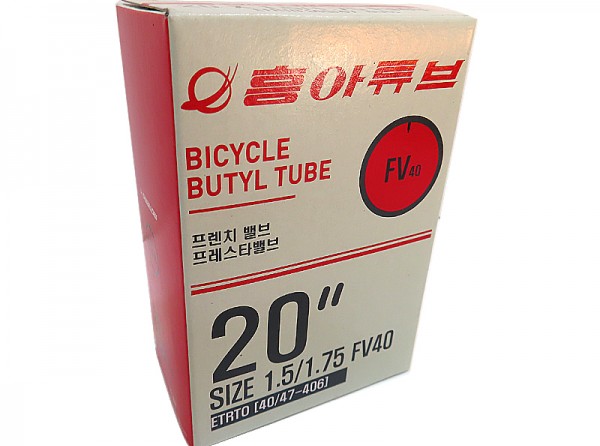 흥아튜브
BICYCLE
BUTYL TUBE
FV40
프렌치 밸브
프레스타밸브
20"
SIZE 1.5/1.75 FV40
ETRTO [40/47-406]